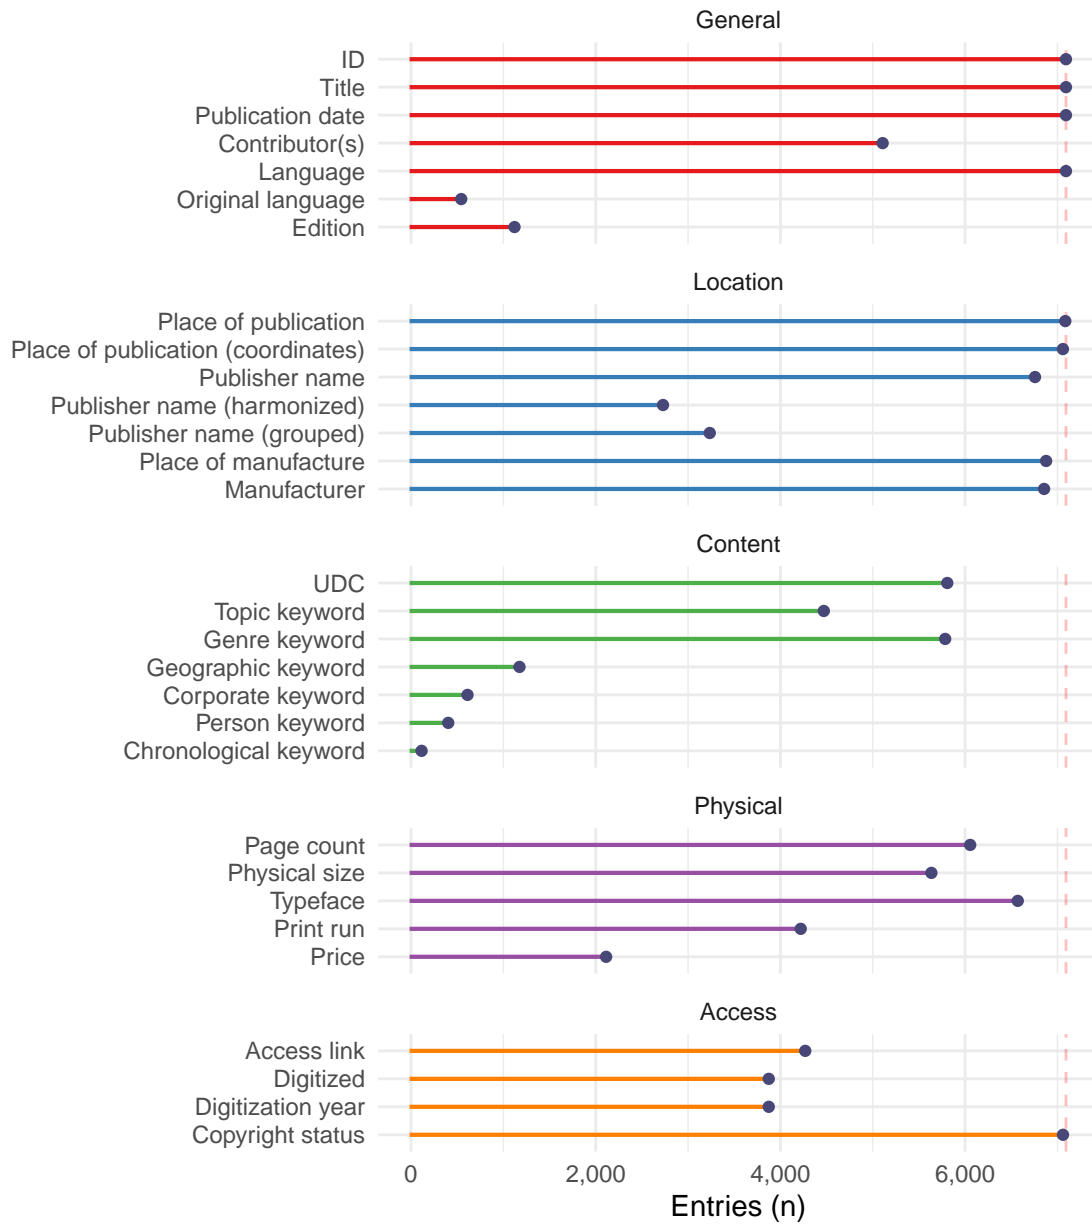 General
ID
Title
Publication date
Contributor(s)
Language
Original language
Edition
Location
Place of publication
Place of publication (coordinates)
Publisher name
Publisher name (harmonized)
Publisher name (grouped)
Place of manufacture
Manufacturer
Content
UDC
Topic keyword
Genre keyword
Geographic keyword
Corporate keyword
Person keyword
Chronological keyword
Physical
Page count
Physical size
Typeface
Print run
Price
Access
Access link
Digitized
Digitization year
Copyright status
0 2,000 4,000 6,000
Entries (n)